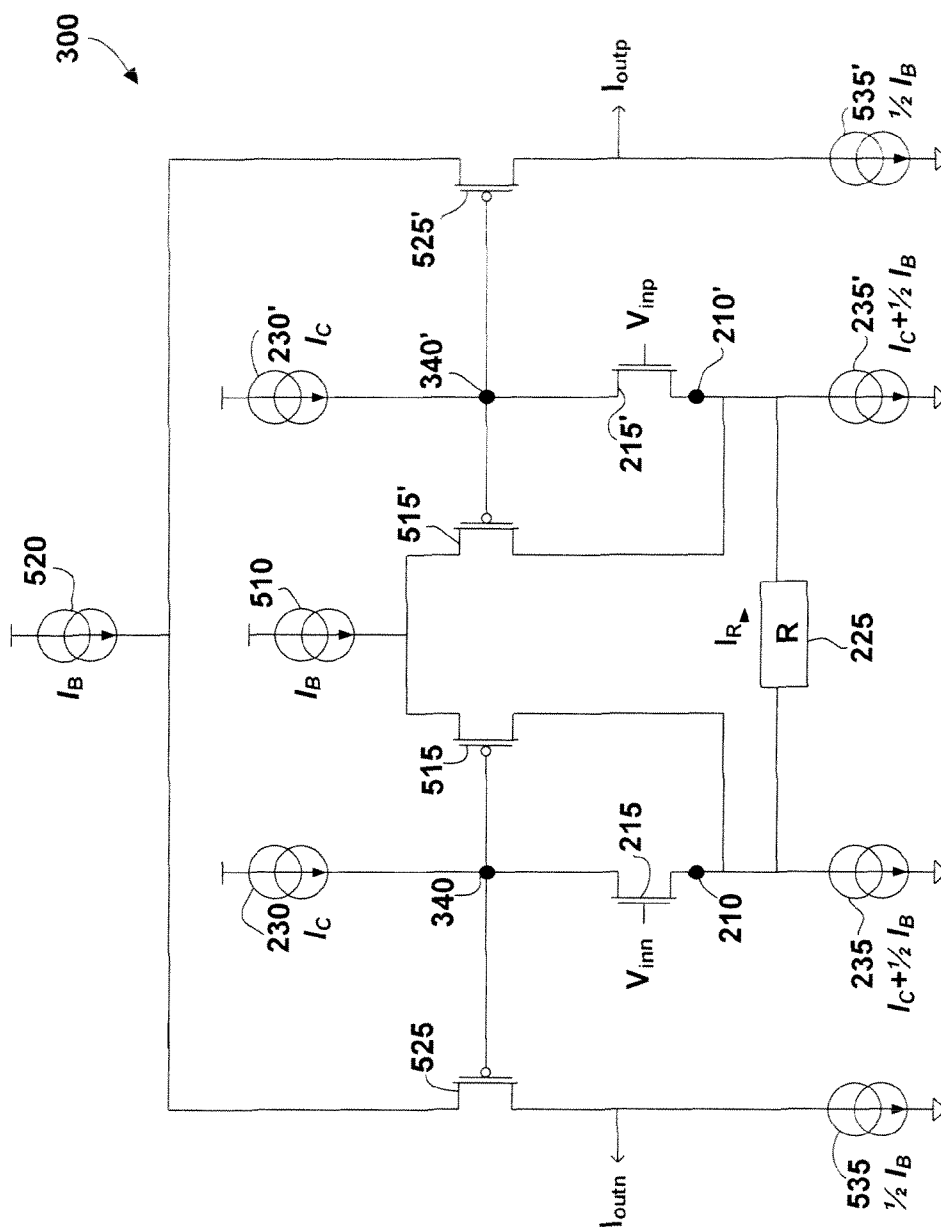 300
520
I_B
510
I_B
230
I_C
230'
I_C
340
340'
525
515
515'
525'
I_outn
I_outp
215
V_inn
215'
V_inp
210
210'
I_R
R
225
535
½ I_B
235
I_C+½ I_B
235'
I_C+½ I_B
535'
½ I_B